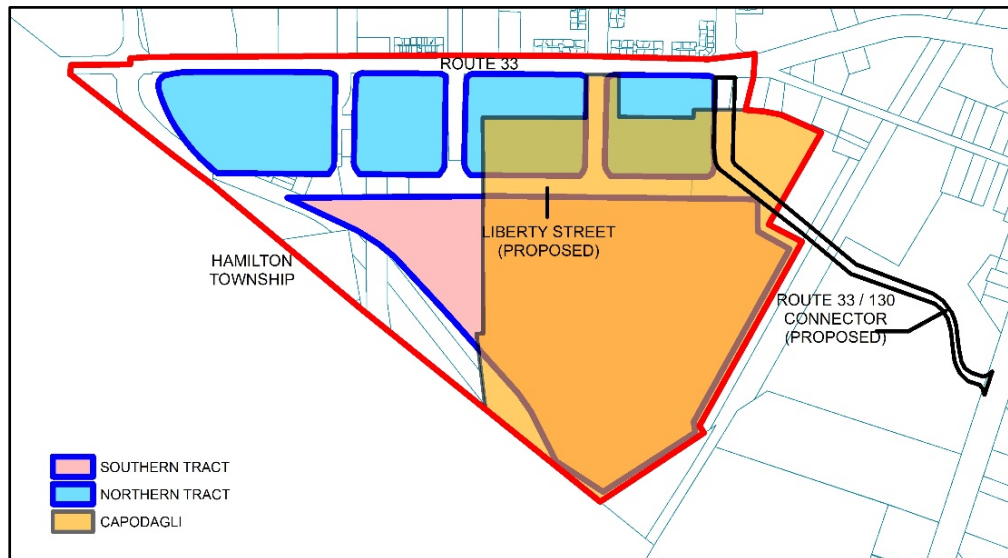 ROUTE 33
LIBERTY STREET
(PROPOSED)
HAMILTON
TOWNSHIP
ROUTE 33 / 130
CONNECTOR
(PROPOSED)
SOUTHERN TRACT
NORTHERN TRACT
CAPODAGLI